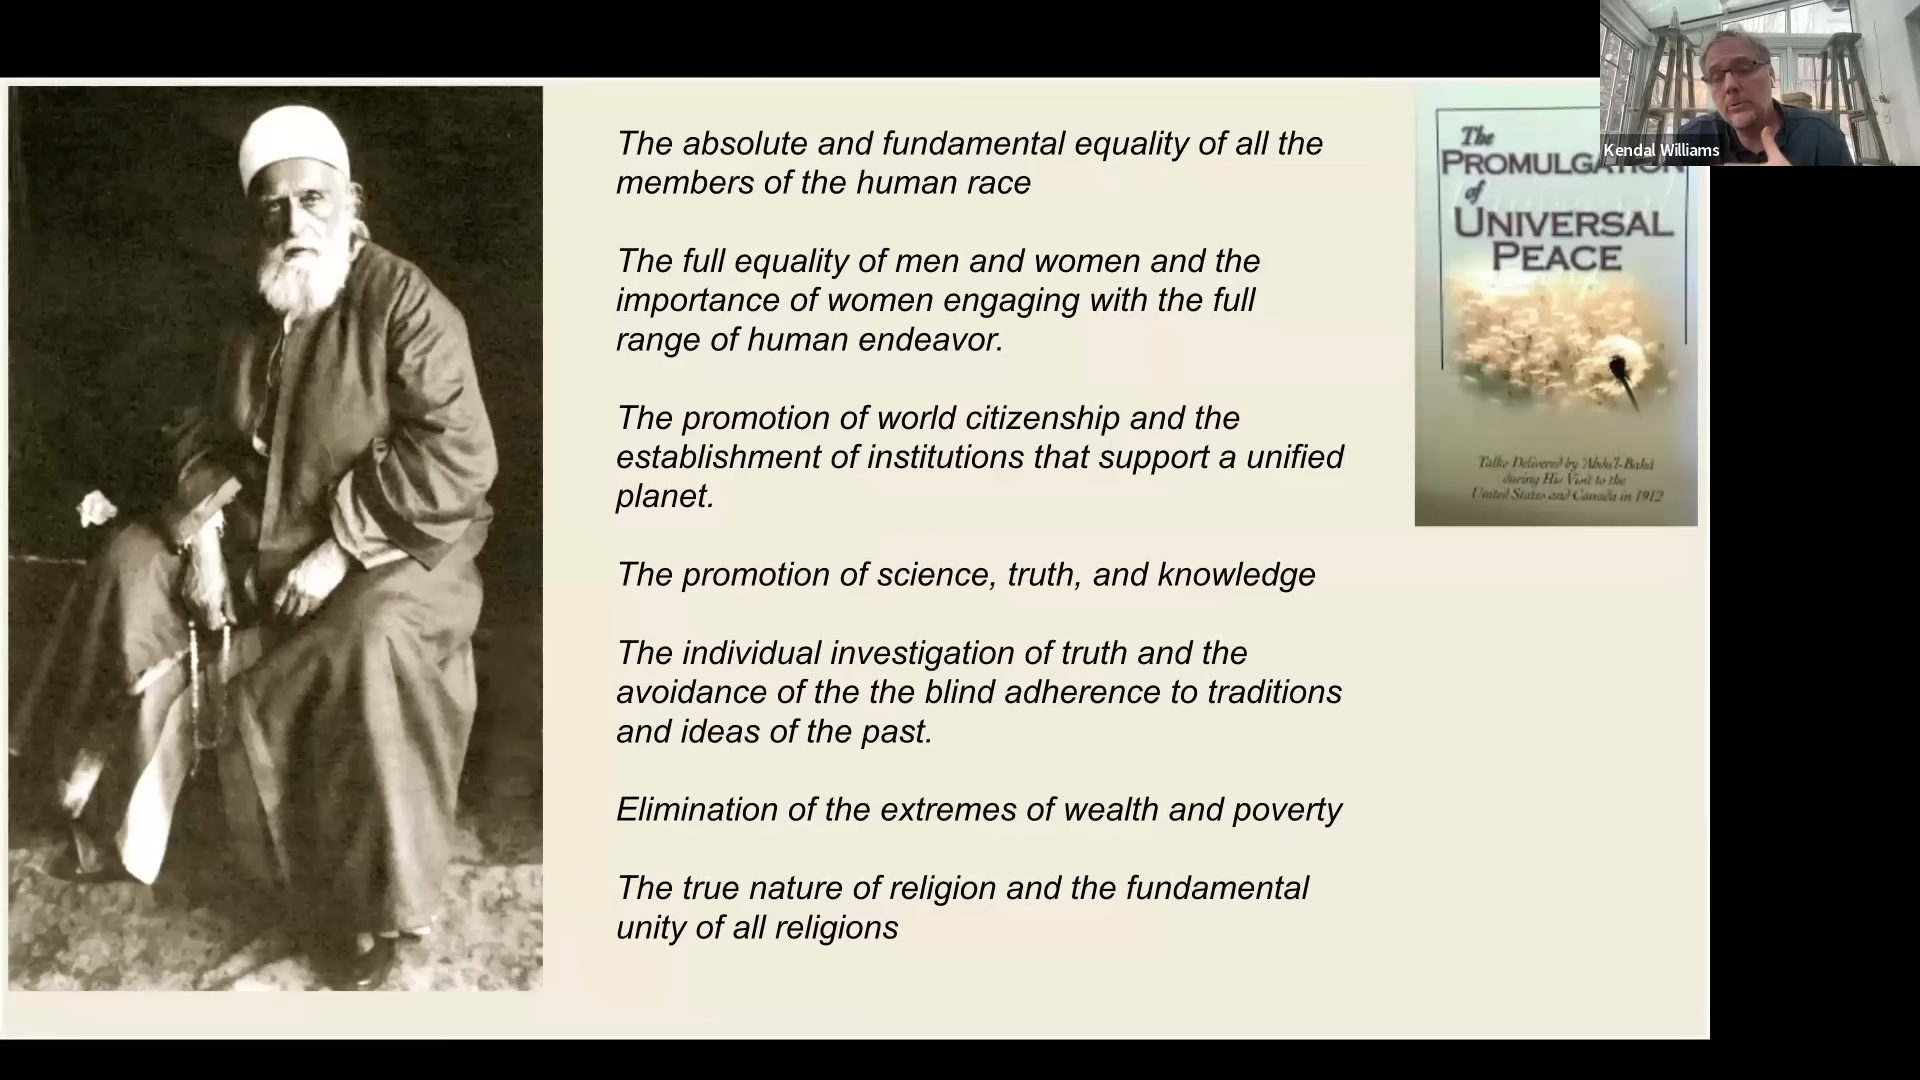 The absolute and fundamental equality of all the
members of the human race
The full equality of men and women and the
importance of women engaging with the full
range of human endeavor.
The promotion of world citizenship and the
establishment of institutions that support a unified
planet.
The promotion of science, truth, and knowledge
The individual investigation of truth and the
avoidance of the the blind adherence to traditions
and ideas of the past.
Elimination of the extremes of wealth and poverty
The true nature of religion and the fundamental
unity of all religions
The
PROMULGATION
of
UNIVERSAL
PEACE
Talks Delivered by 'Abdu'l-Bahá
during His Visit to the
United States and Canada in 1912
Kendal Williams